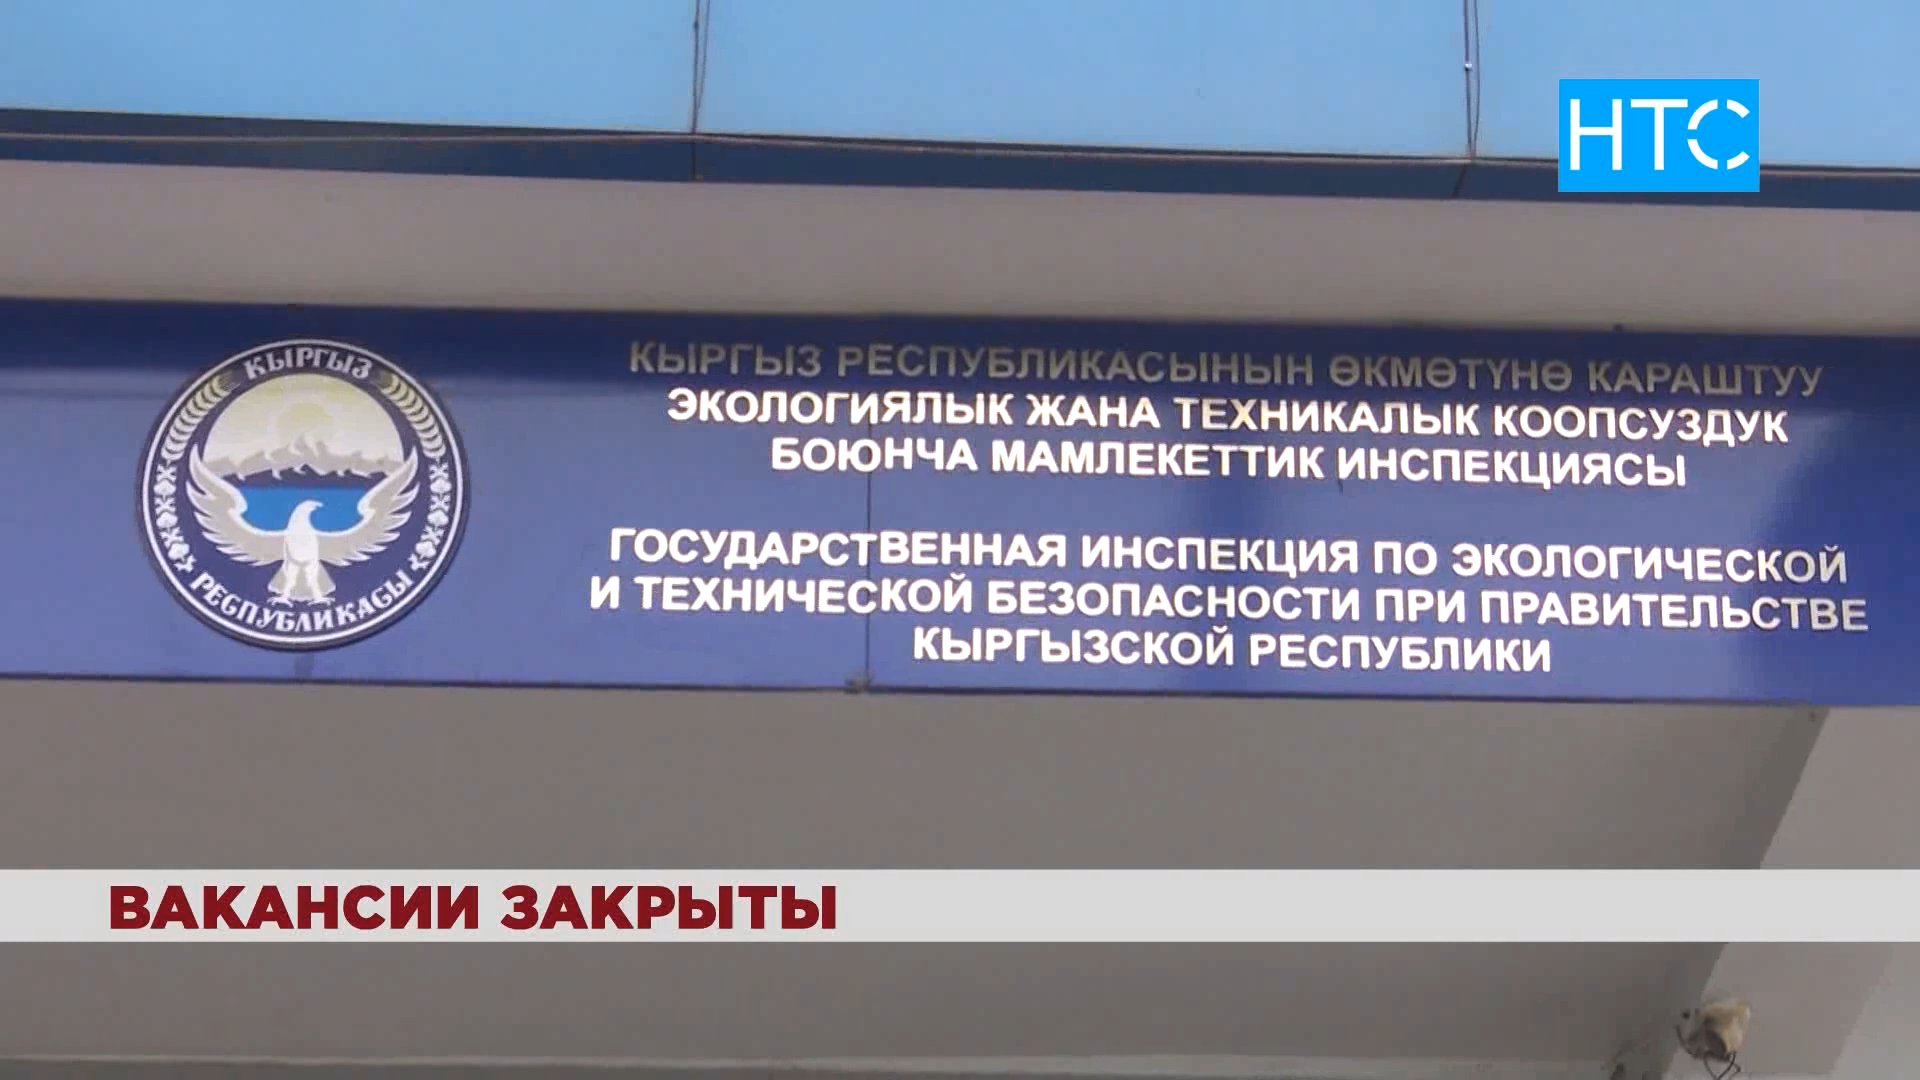 НТС
КЫРГЫЗ
РЕСПУБЛИКАСЫ
КЫРГЫЗ РЕСПУБЛИКАСЫНЫН ӨКМӨТҮНӨ КАРАШТУУ
ЭКОЛОГИЯЛЫК ЖАНА ТЕХНИКАЛЫК КООПСУЗДУК
БОЮНЧА МАМЛЕКЕТТИК ИНСПЕКЦИЯСЫ
ГОСУДАРСТВЕННАЯ ИНСПЕКЦИЯ ПО ЭКОЛОГИЧЕСКОЙ
И ТЕХНИЧЕСКОЙ БЕЗОПАСНОСТИ ПРИ ПРАВИТЕЛЬСТВЕ
КЫРГЫЗСКОЙ РЕСПУБЛИКИ
ВАКАНСИИ ЗАКРЫТЫ